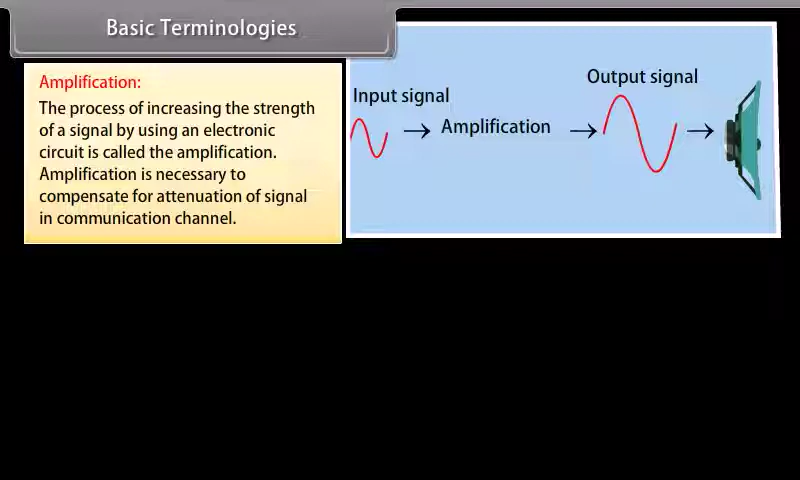 Basic Terminologies
Amplification:
The process of increasing the strength
of a signal by using an electronic
circuit is called the amplification.
Amplification is necessary to
compensate for attenuation of signal
in communication channel.
Input signal
Amplification
Output signal